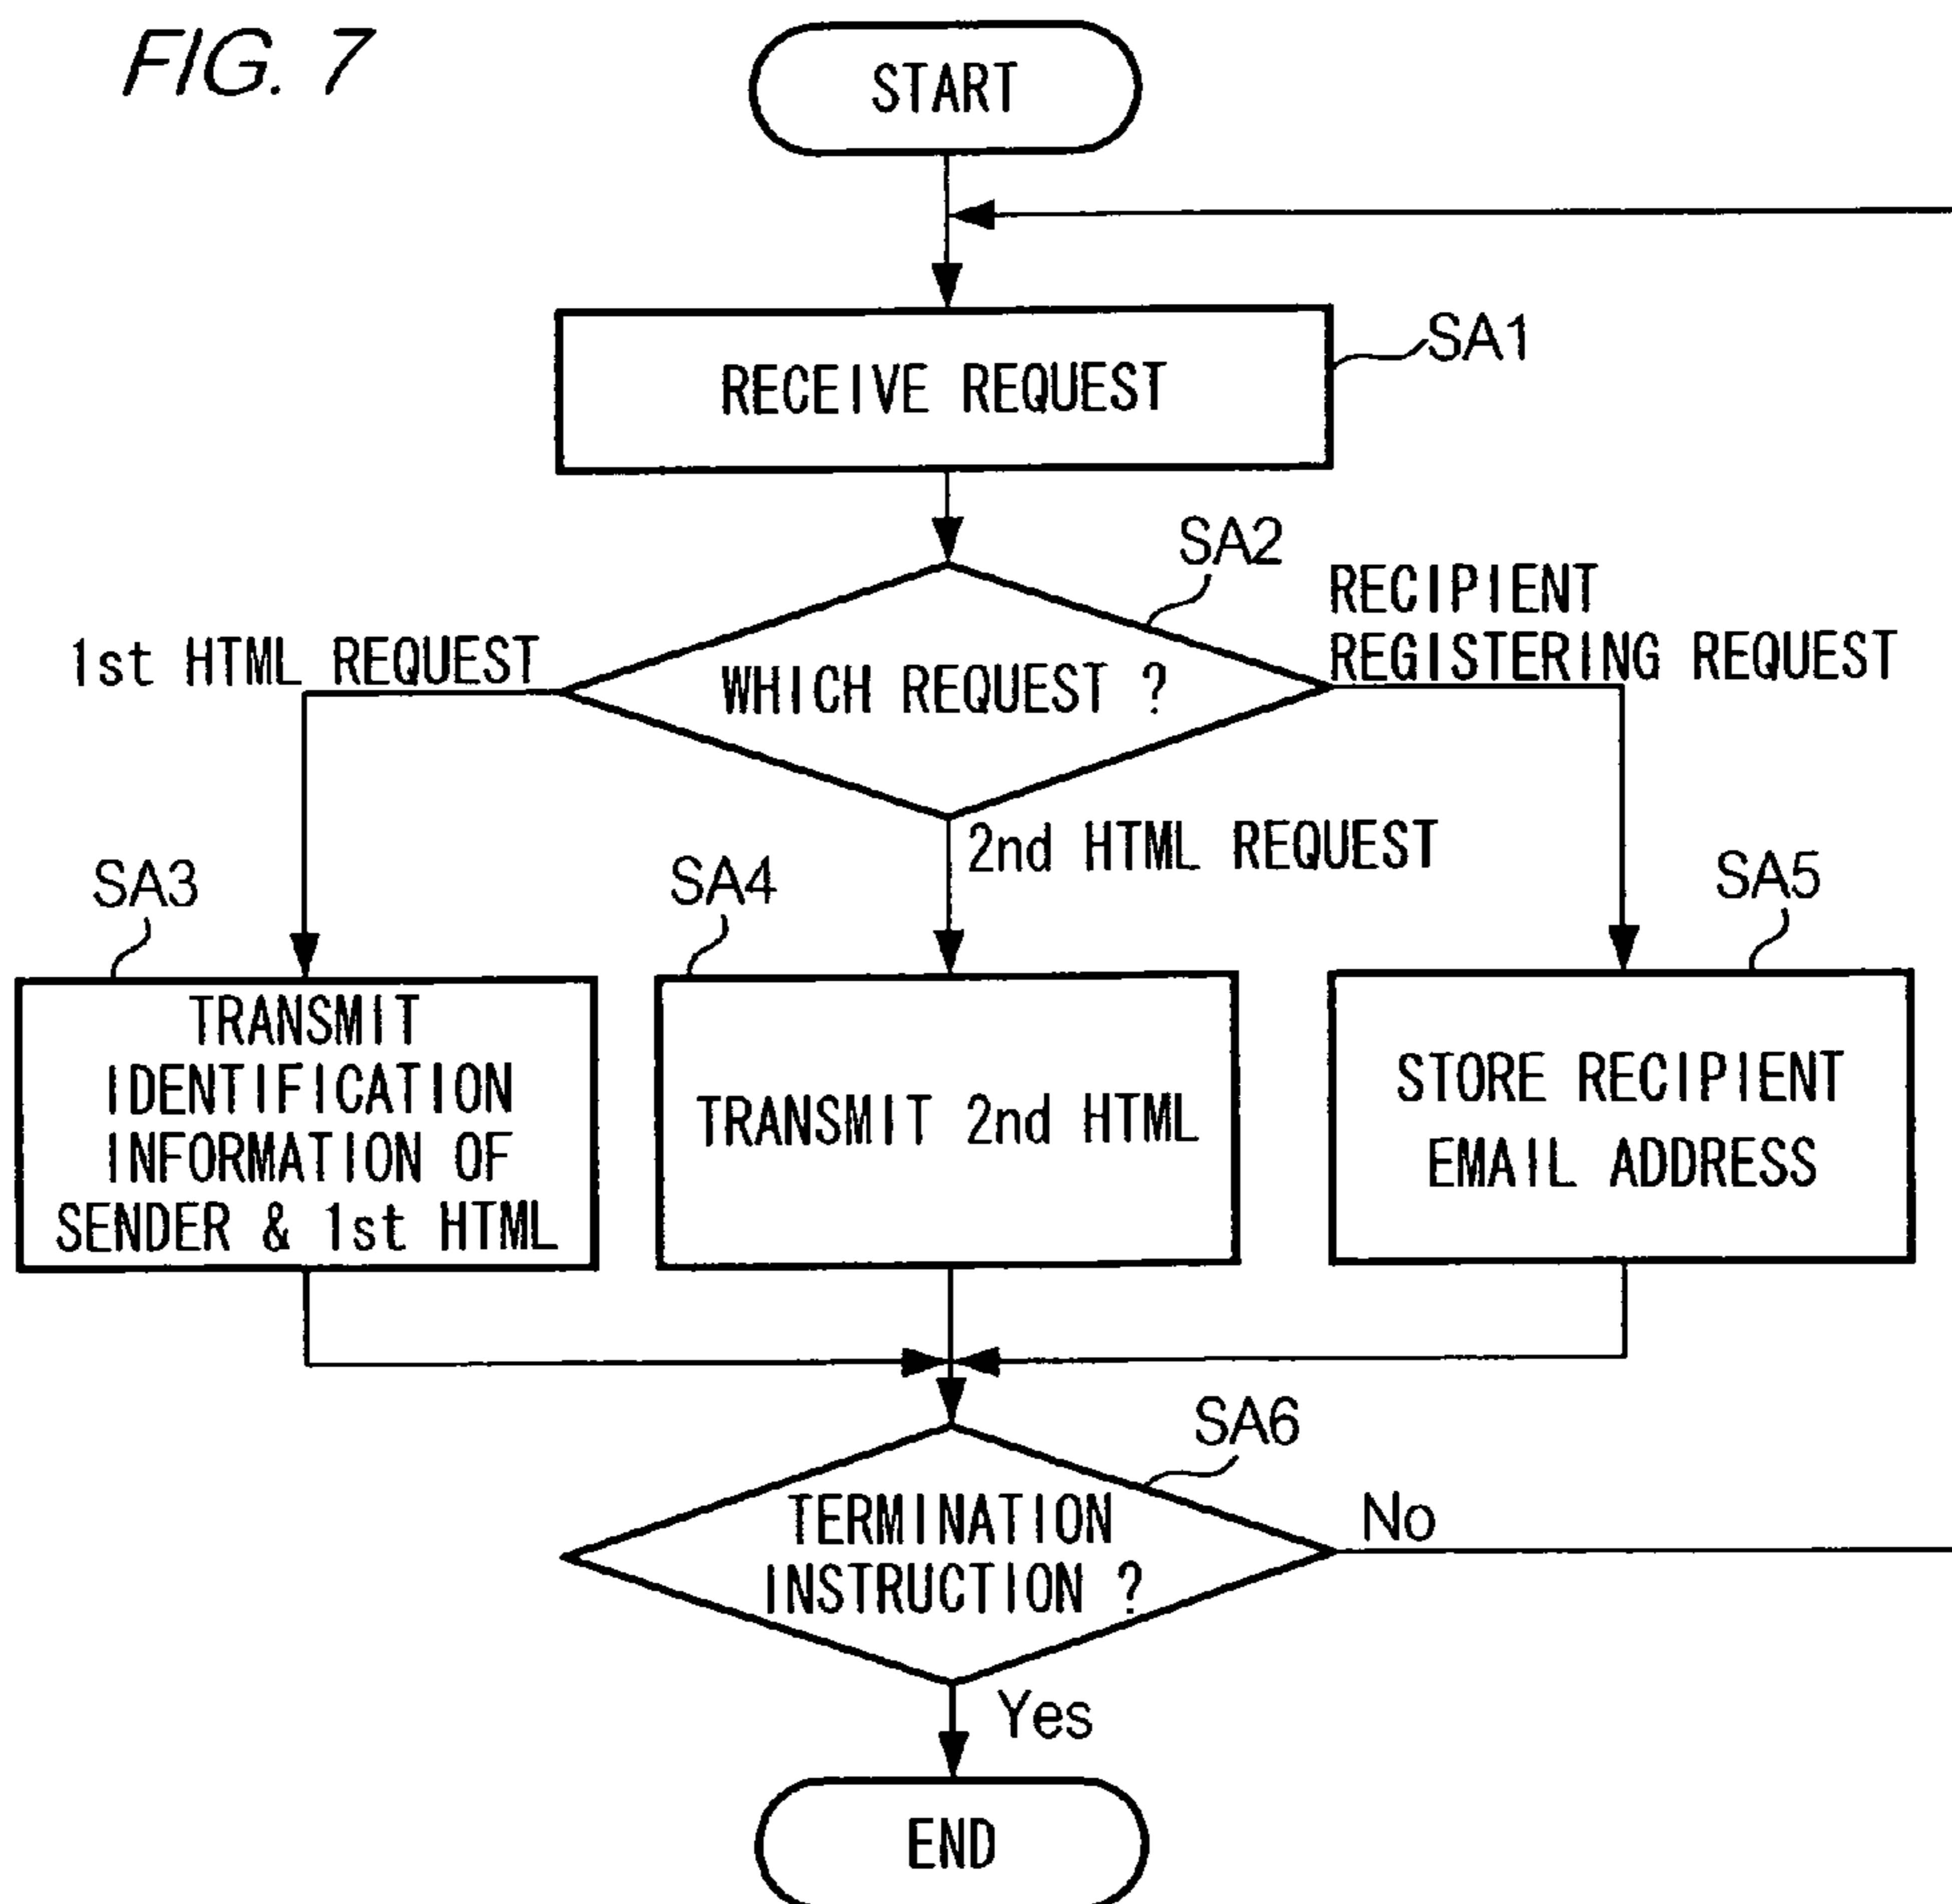 FIG. 7
START
RECEIVE REQUEST
SA1
SA2
RECIPIENT
REGISTERING REQUEST
1st HTML REQUEST
WHICH REQUEST ?
2nd HTML REQUEST
SA3
SA4
SA5
TRANSMIT
IDENTIFICATION
INFORMATION OF
SENDER & 1st HTML
TRANSMIT 2nd HTML
STORE RECIPIENT
EMAIL ADDRESS
SA6
TERMINATION
INSTRUCTION ?
No
Yes
END